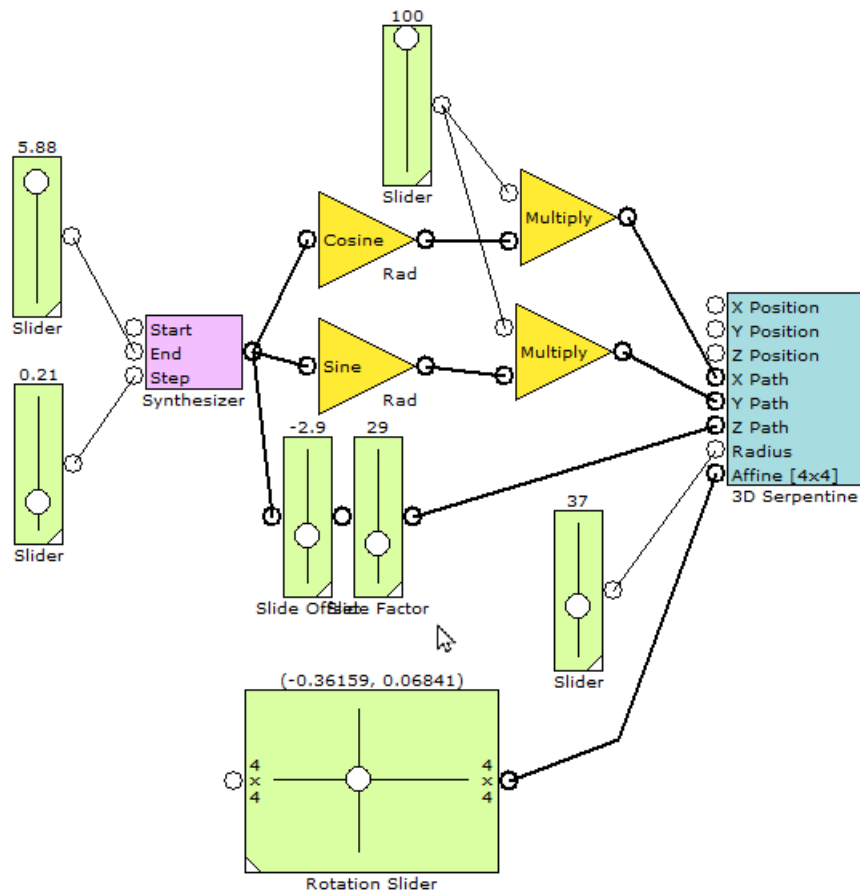 100
Slider
5.88
Slider
Cosine
Rad
Multiply
Start
End
Step
Synthesizer
Sine
Rad
Multiply
X Position
Y Position
Z Position
X Path
Y Path
Z Path
Radius
Affine [4x4]
3D Serpentine
0.21
Slider
-2.9
29
Slide Offset
Slide Factor
37
Slider
(-0.36159, 0.06841)
4
x
4
4
x
4
Rotation Slider